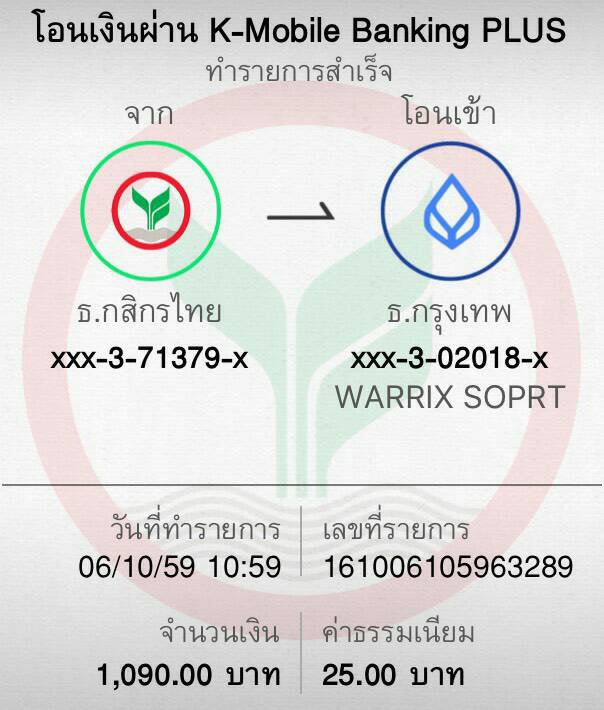 โอนเงินผ่าน K-Mobile Banking PLUS
ทำรายการสำเร็จ
จาก
โอนเข้า
ธ.กสิกรไทย
ธ.กรุงเทพ
xxx-3-71379-x
xxx-3-02018-x
WARRIX SOPRT
วันที่ทำรายการ
เลขที่รายการ
06/10/59 10:59
161006105963289
จำนวนเงิน
ค่าธรรมเนียม
1,090.00 บาท
25.00 บาท